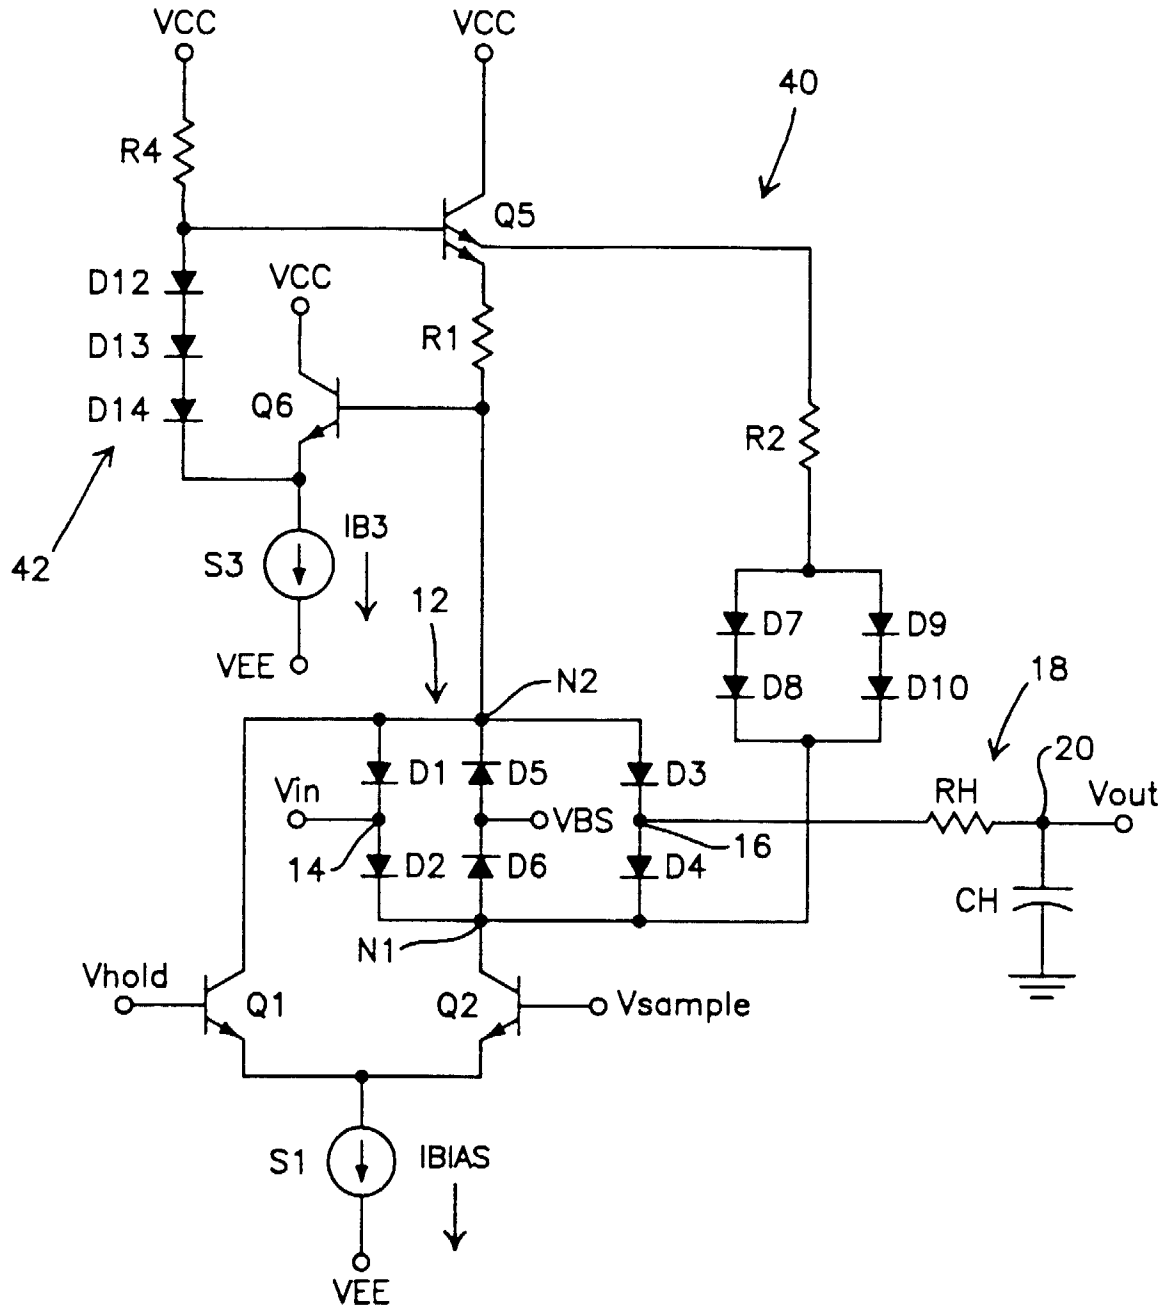 VCC
VCC
40
R4
Q5
D12
VCC
R1
D13
D14
Q6
R2
42
S3
IB3
12
VEE
N2
D7
D9
D8
D10
18
D1
D5
D3
20
Vin
VBS
RH
Vout
14
D2
D6
D4
16
CH
N1
Vhold
Q1
Q2
Vsample
S1
IBIAS
VEE